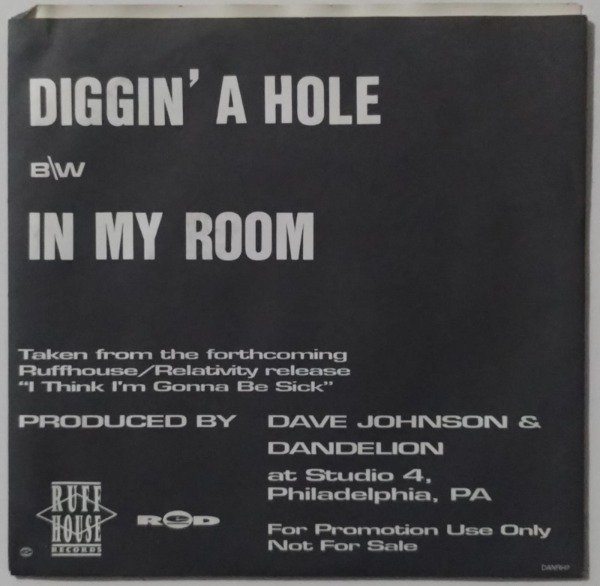 DIGGIN' A HOLE
B\W
IN MY ROOM
Taken from the forthcoming
Ruffhouse/Relativity release
"I Think I'm Gonna Be Sick"
PRODUCED BY DAVE JOHNSON &
DANDELION
at Studio 4,
Philadelphia, PA
RUFF
HOUSE
RECORDS
RED
For Promotion Use Only
Not For Sale